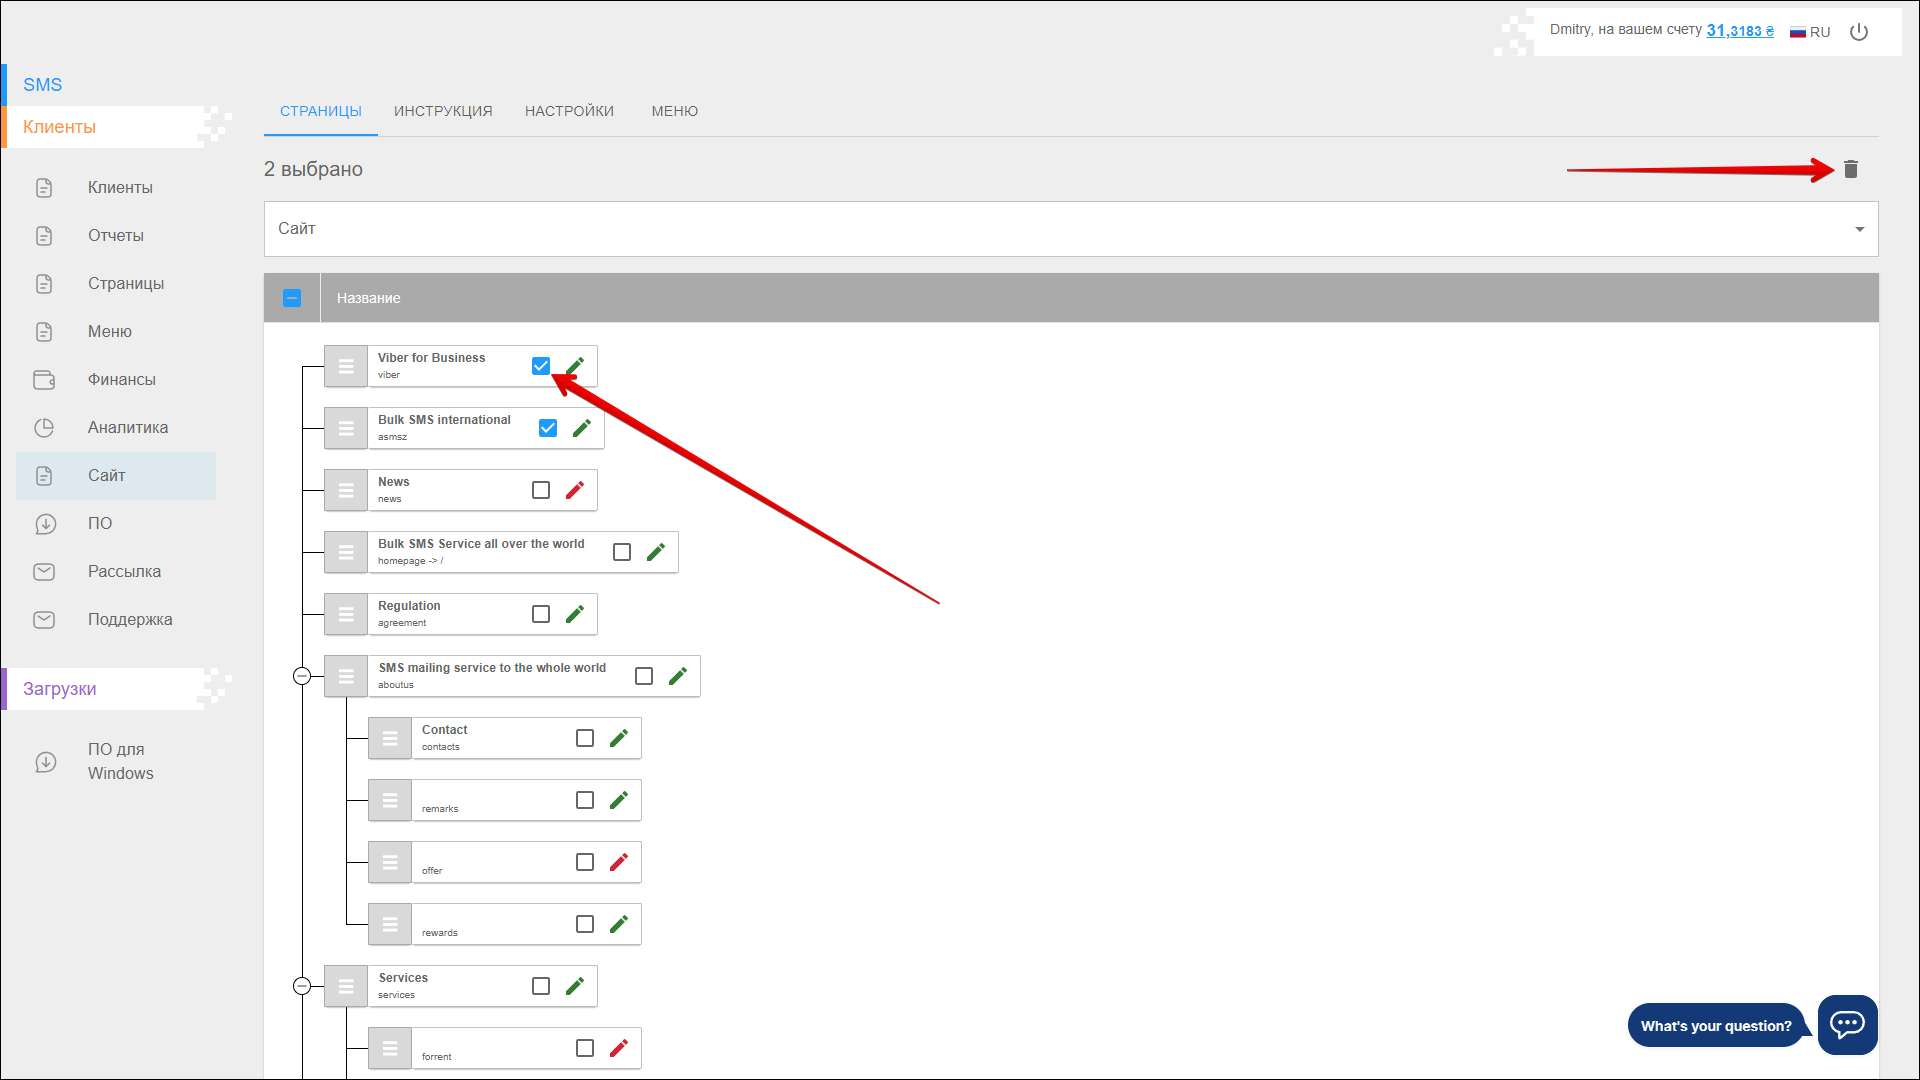 Dmitry, на вашем счету 31,3183 ₴ RU
SMS
Клиенты
Клиенты
Отчеты
Страницы
Меню
Финансы
Аналитика
Сайт
ПО
Рассылка
Поддержка
Загрузки
ПО для
Windows
СТРАНИЦЫ ИНСТРУКЦИЯ НАСТРОЙКИ МЕНЮ
2 выбрано
Сайт
Название
Viber for Business
viber
Bulk SMS international
asmsz
News
news
Bulk SMS Service all over the world
homepage -> /
Regulation
agreement
SMS mailing service to the whole world
aboutus
Contact
contacts
remarks
offer
rewards
Services
services
forrent
What's your question?